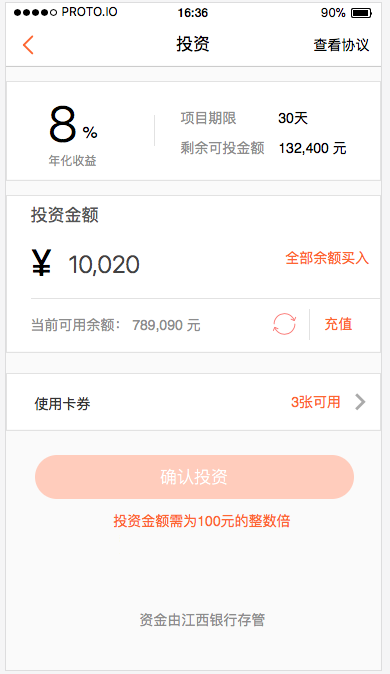 PROTO.IO 16:36 90%
投资 查看协议
8 % 项目期限 30天
年化收益 剩余可投金额 132,400 元
投资金额
¥ 10,020 全部余额买入
当前可用余额： 789,090 元 充值
使用卡券 3张可用
确认投资
投资金额需为100元的整数倍
资金由江西银行存管